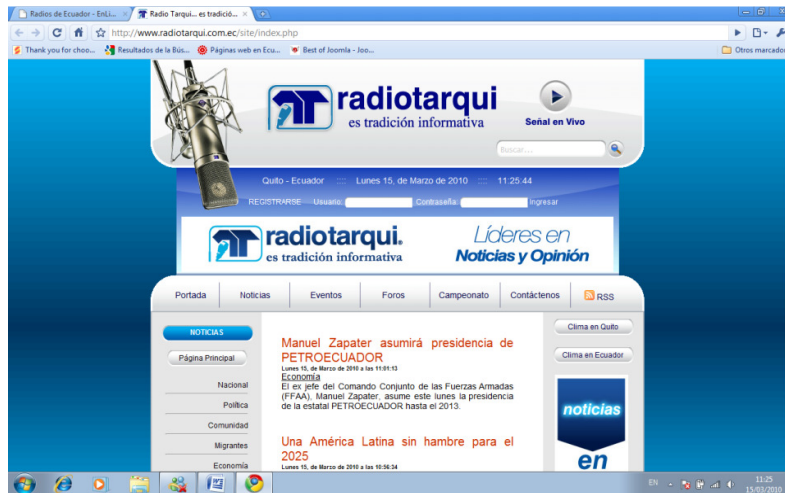 Radios de Ecuador - EnLi...
Radio Tarqui... es tradició...
http://www.radiotarqui.com.ec/site/index.php
Thank you for choo...
Resultados de la Bús...
Páginas web en Ecu...
Best of Joomla - Joo...
Otros marcador
radiotarqui
es tradición informativa
Señal en Vivo
Buscar...
Quito - Ecuador :::: Lunes 15, de Marzo de 2010 :::: 11:25:44
REGISTRARSE Usuario: Contraseña: Ingresar
radiotarqui.
es tradición informativa
Líderes en
Noticias y Opinión
Portada Noticias Eventos Foros Campeonato Contáctenos RSS
NOTICIAS
Página Principal
Nacional
Política
Comunidad
Migrantes
Economía
Manuel Zapater asumirá presidencia de
PETROECUADOR
Lunes 15, de Marzo de 2010 a las 11:01:13
Economía
El ex jefe del Comando Conjunto de las Fuerzas Armadas
(FFAA), Manuel Zapater, asume este lunes la presidencia
de la estatal PETROECUADOR hasta el 2013.
Una América Latina sin hambre para el
2025
Lunes 15, de Marzo de 2010 a las 10:56:34
Clima en Quito
Clima en Ecuador
noticias
en
EN
11:25
15/03/2010